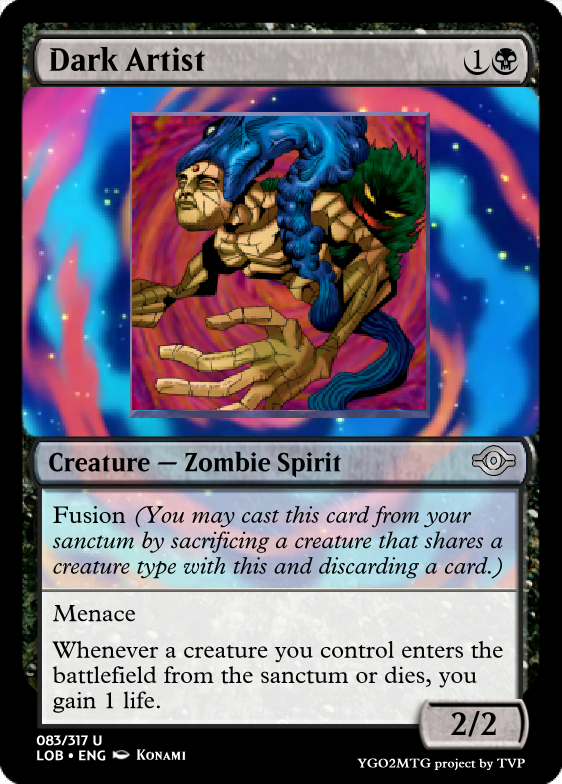 Dark Artist 1
Creature — Zombie Spirit
Fusion (You may cast this card from your
sanctum by sacrificing a creature that shares a
creature type with this and discarding a card.)
Menace
Whenever a creature you control enters the
battlefield from the sanctum or dies, you
gain 1 life.
2/2
083/317 U
LOB • ENG Konami
YGO2MTG project by TVP